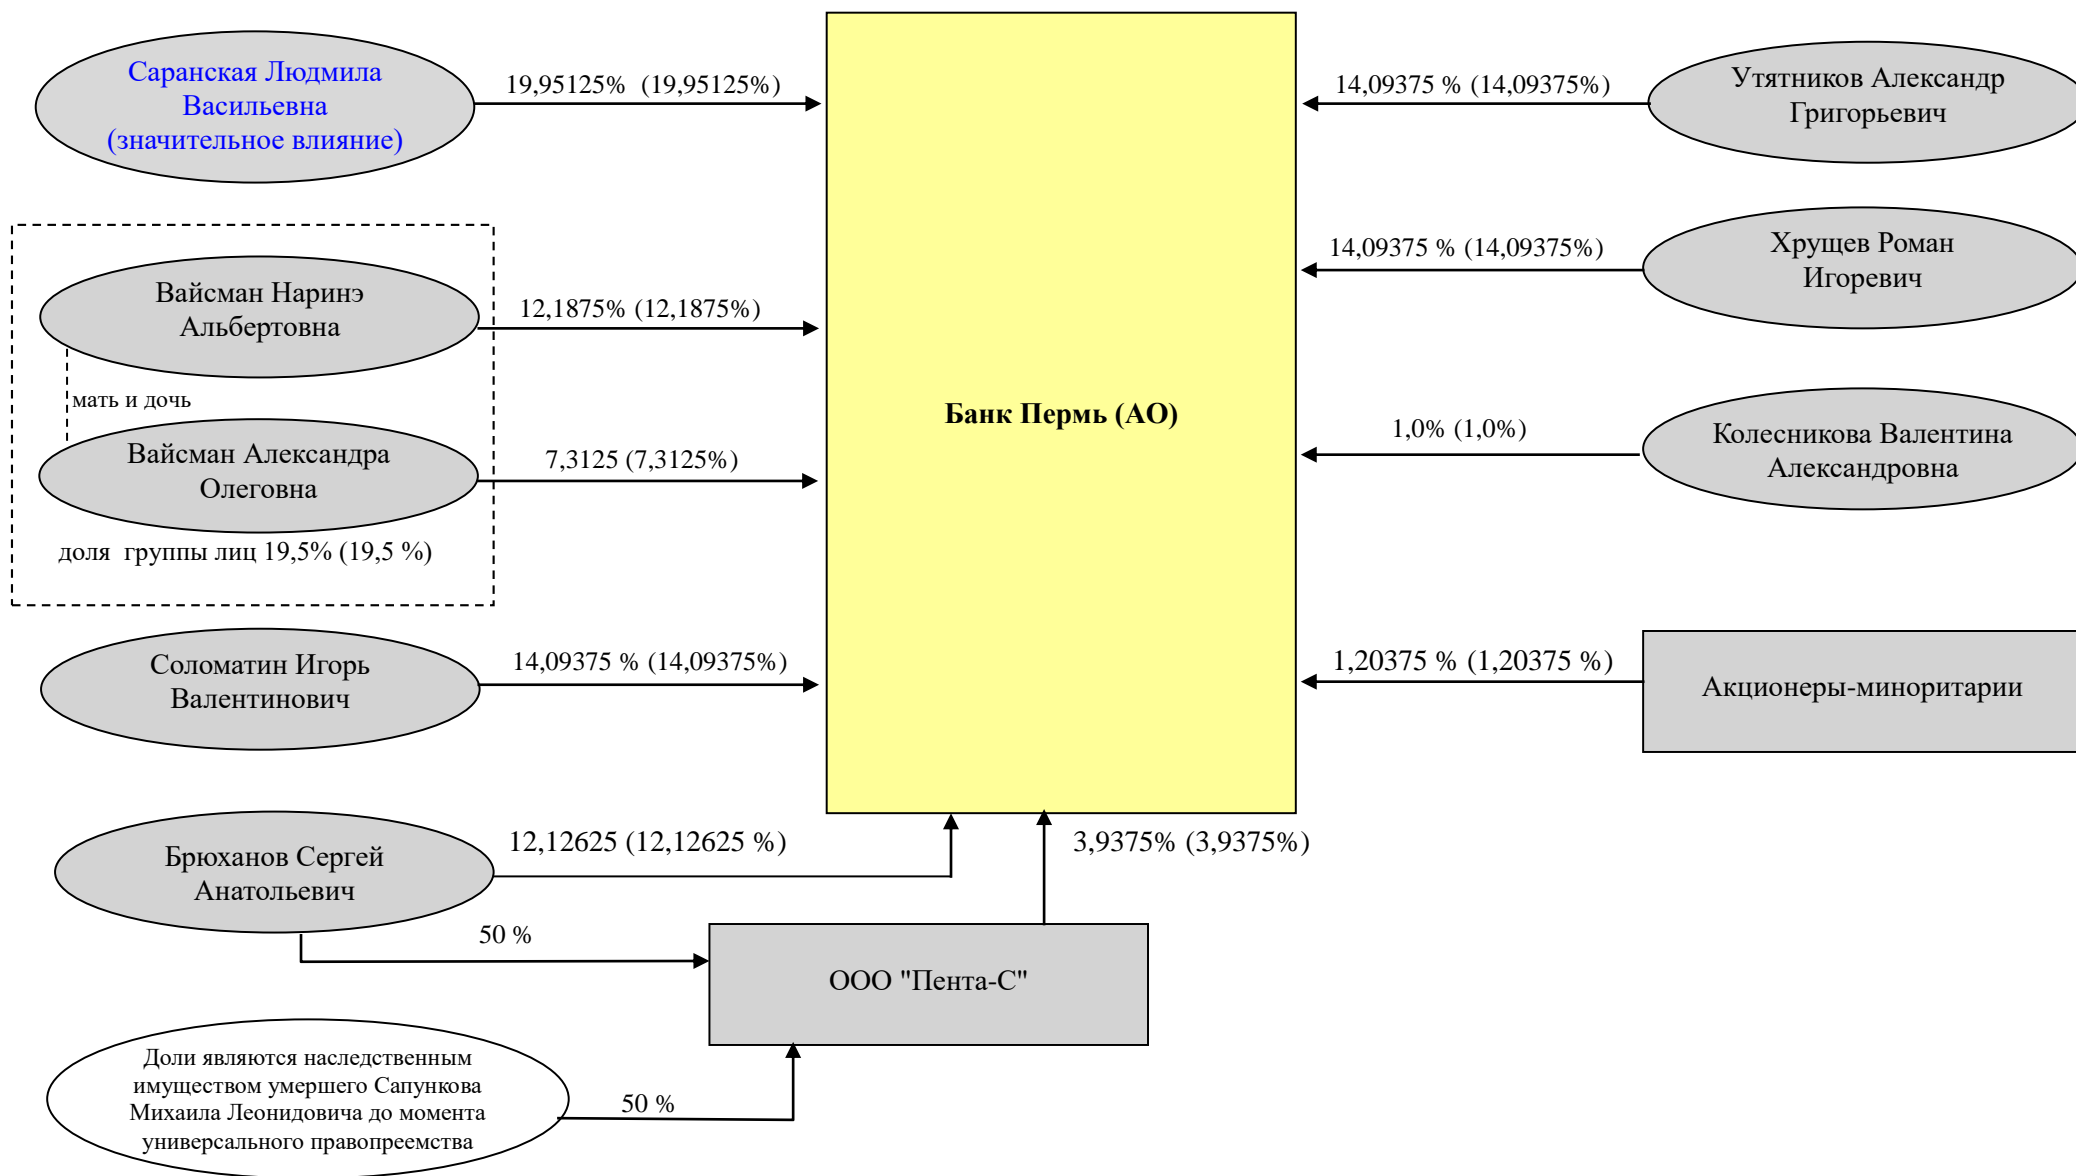 Саранская Людмила
Васильевна
(значительное влияние)
19,95125%  (19,95125%)
Вайсман Наринэ
Альбертовна
12,1875% (12,1875%)
мать и дочь
Вайсман Александра
Олеговна
7,3125 (7,3125%)
доля  группы лиц 19,5% (19,5 %)
Соломатин Игорь
Валентинович
14,09375 % (14,09375%)
Брюханов Сергей
Анатольевич
12,12625 (12,12625 %)
50 %
Доли являются наследственным
имуществом умершего Сапункова
Михаила Леонидовича до момента
универсального правопреемства
50 %
ООО "Пента-С"
3,9375% (3,9375%)
Банк Пермь (АО)
14,09375 % (14,09375%)
Утятников Александр
Григорьевич
14,09375 % (14,09375%)
Хрущев Роман
Игоревич
1,0% (1,0%)
Колесникова Валентина
Александровна
1,20375 % (1,20375 %)
Акционеры-миноритарии